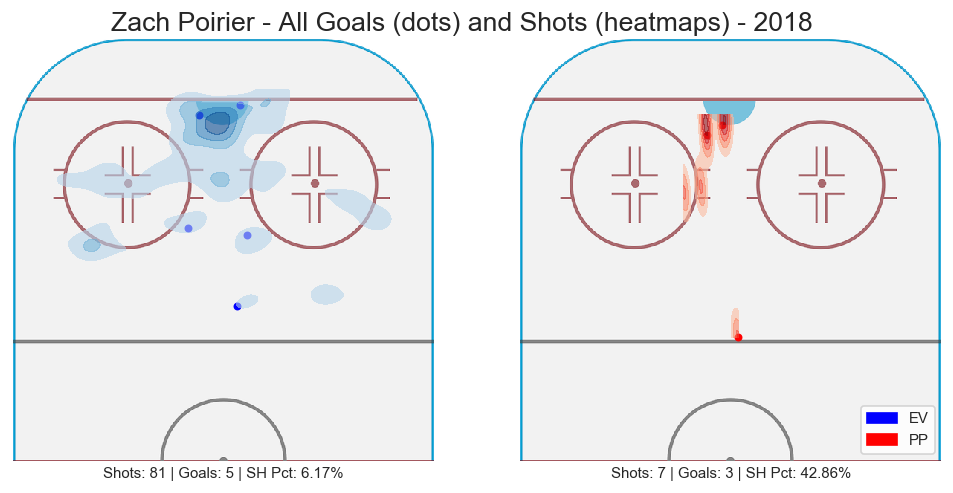 Zach Poirier - All Goals (dots) and Shots (heatmaps) - 2018
EV
PP
Shots: 81 | Goals: 5 | SH Pct: 6.17%
Shots: 7 | Goals: 3 | SH Pct: 42.86%